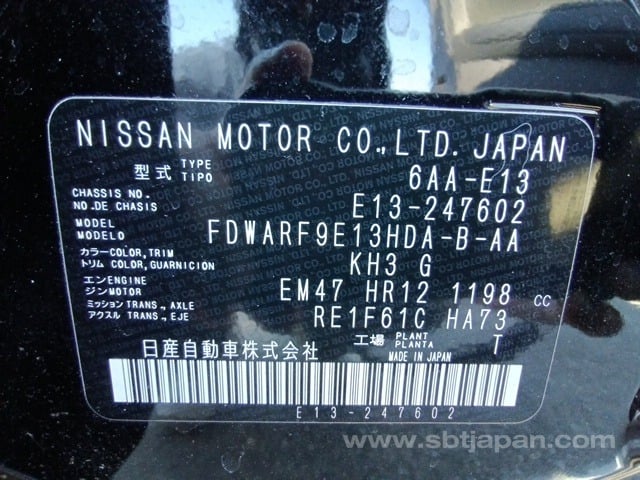 NISSAN MOTOR CO.,LTD. JAPAN
型式 TYPE TIPO 6AA-E13
CHASSIS NO. NO.DE CHASIS E13-247602
MODEL MODELO FDWARF9E13HDA-B-AA
カラー COLOR,TRIM トリム COLOR, GUARNICION KH3 G
エンジン ENGINE MOTOR EM47 HR12 1198 CC
ミッション TRANS., AXLE アクスル TRANS., EJE RE1F61C HA73
日産自動車株式会社 工場 PLANT PLANTA T
MADE IN JAPAN
E13-247602
www.sbtjapan.com